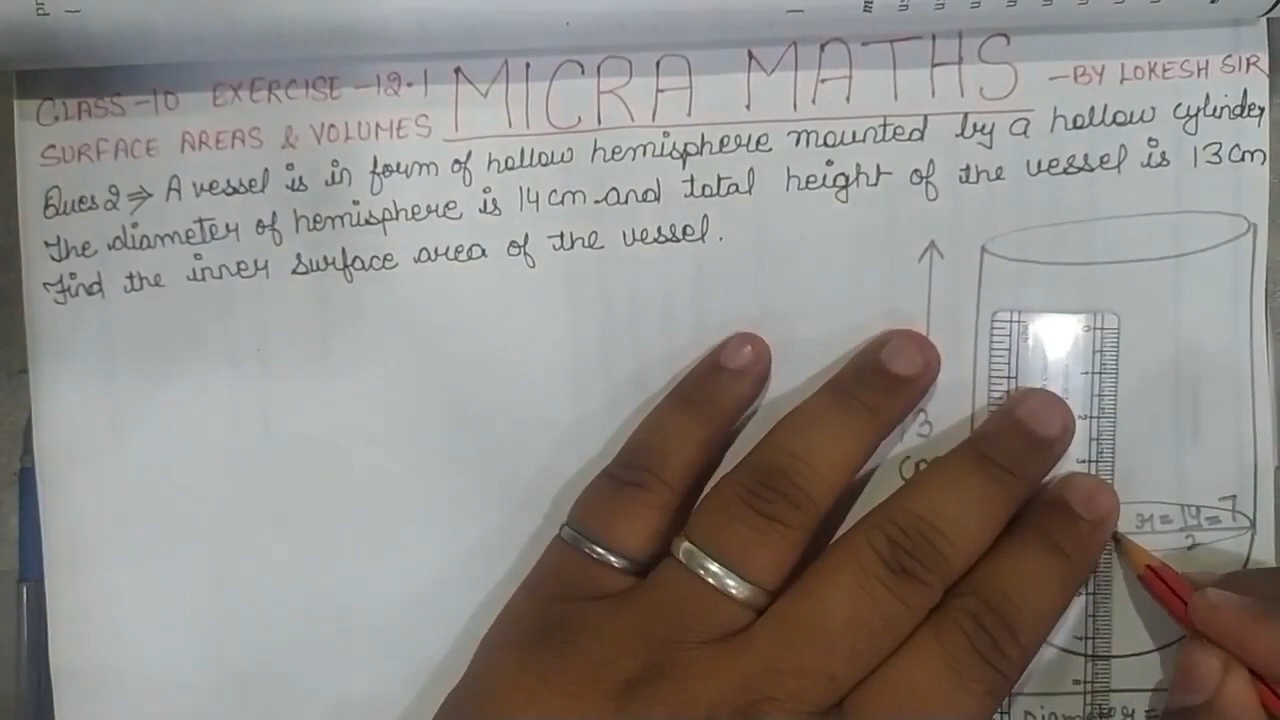 CLASS-10 EXERCISE-12.1 MICRA MATHS -BY LOKESH SIR
SURFACE AREAS & VOLUMES
Ques 2 ⇒ A vessel is in form of hollow hemisphere mounted by a hollow cylinder
The diameter of hemisphere is 14 cm and total height of the vessel is 13 cm
Find the inner surface area of the vessel.
13
r = 14/2 = 7